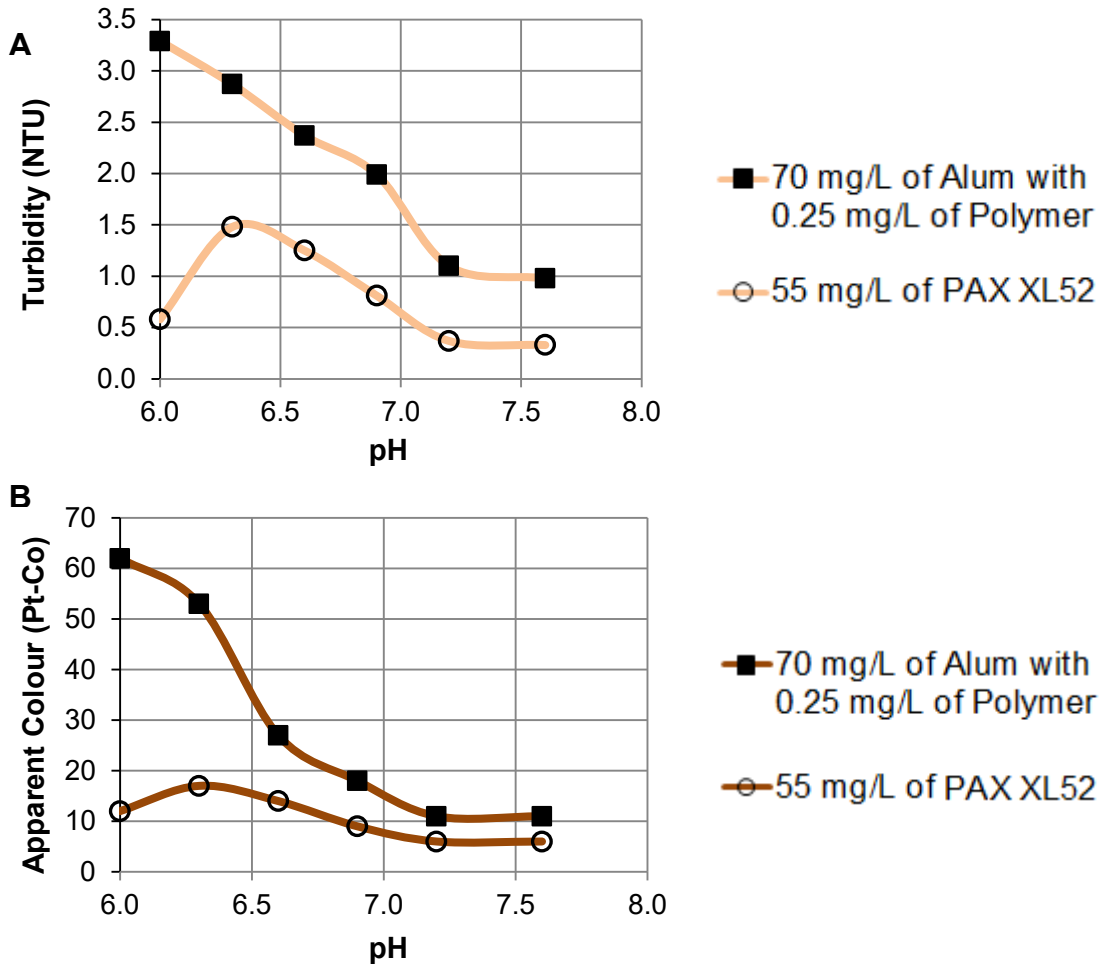 A
Turbidity (NTU)
3.5
3.0
2.5
2.0
1.5
1.0
0.5
0.0
6.0 6.5 7.0 7.5 8.0
pH
70 mg/L of Alum with
0.25 mg/L of Polymer
55 mg/L of PAX XL52
B
Apparent Colour (Pt-Co)
70
60
50
40
30
20
10
0
6.0 6.5 7.0 7.5 8.0
pH
70 mg/L of Alum with
0.25 mg/L of Polymer
55 mg/L of PAX XL52